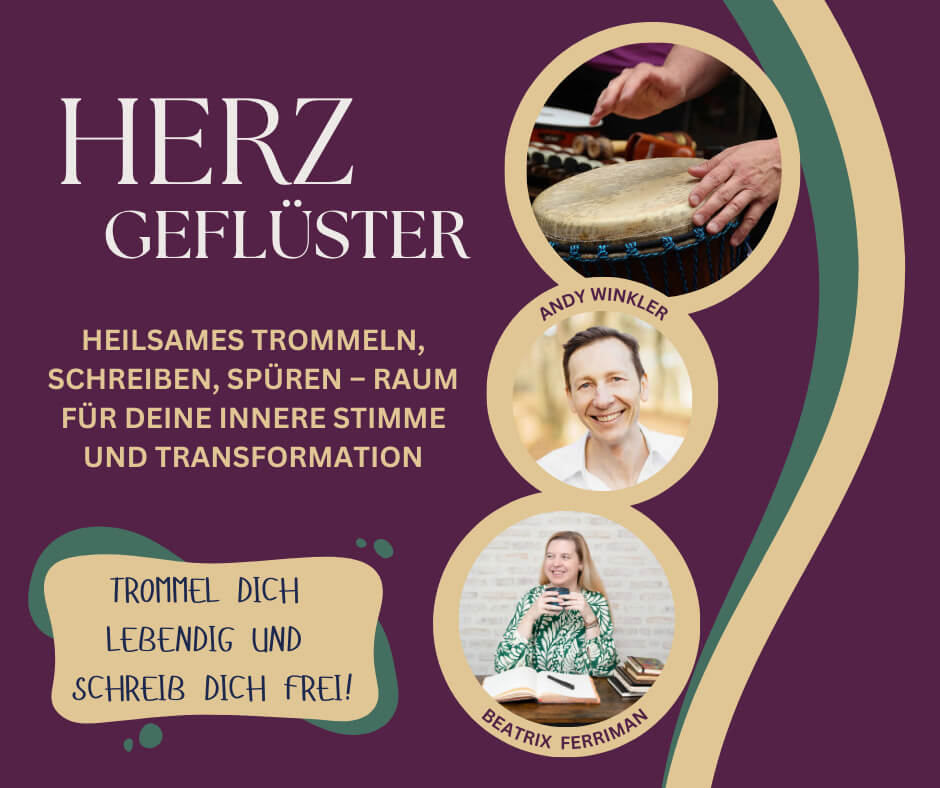 HERZ
GEFLÜSTER
HEILSAMES TROMMELN,
SCHREIBEN, SPÜREN – RAUM
FÜR DEINE INNERE STIMME
UND TRANSFORMATION
TROMMEL DICH
LEBENDIG UND
SCHREIB DICH FREI!
ANDY WINKLER
BEATRIX FERRIMAN